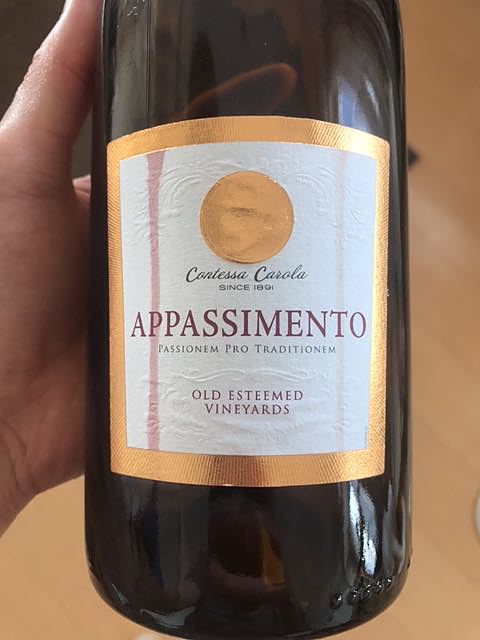 Contessa Carola
SINCE 1891
APPASSIMENTO
PASSIONEM PRO TRADITIONEM
OLD ESTEEMED
VINEYARDS